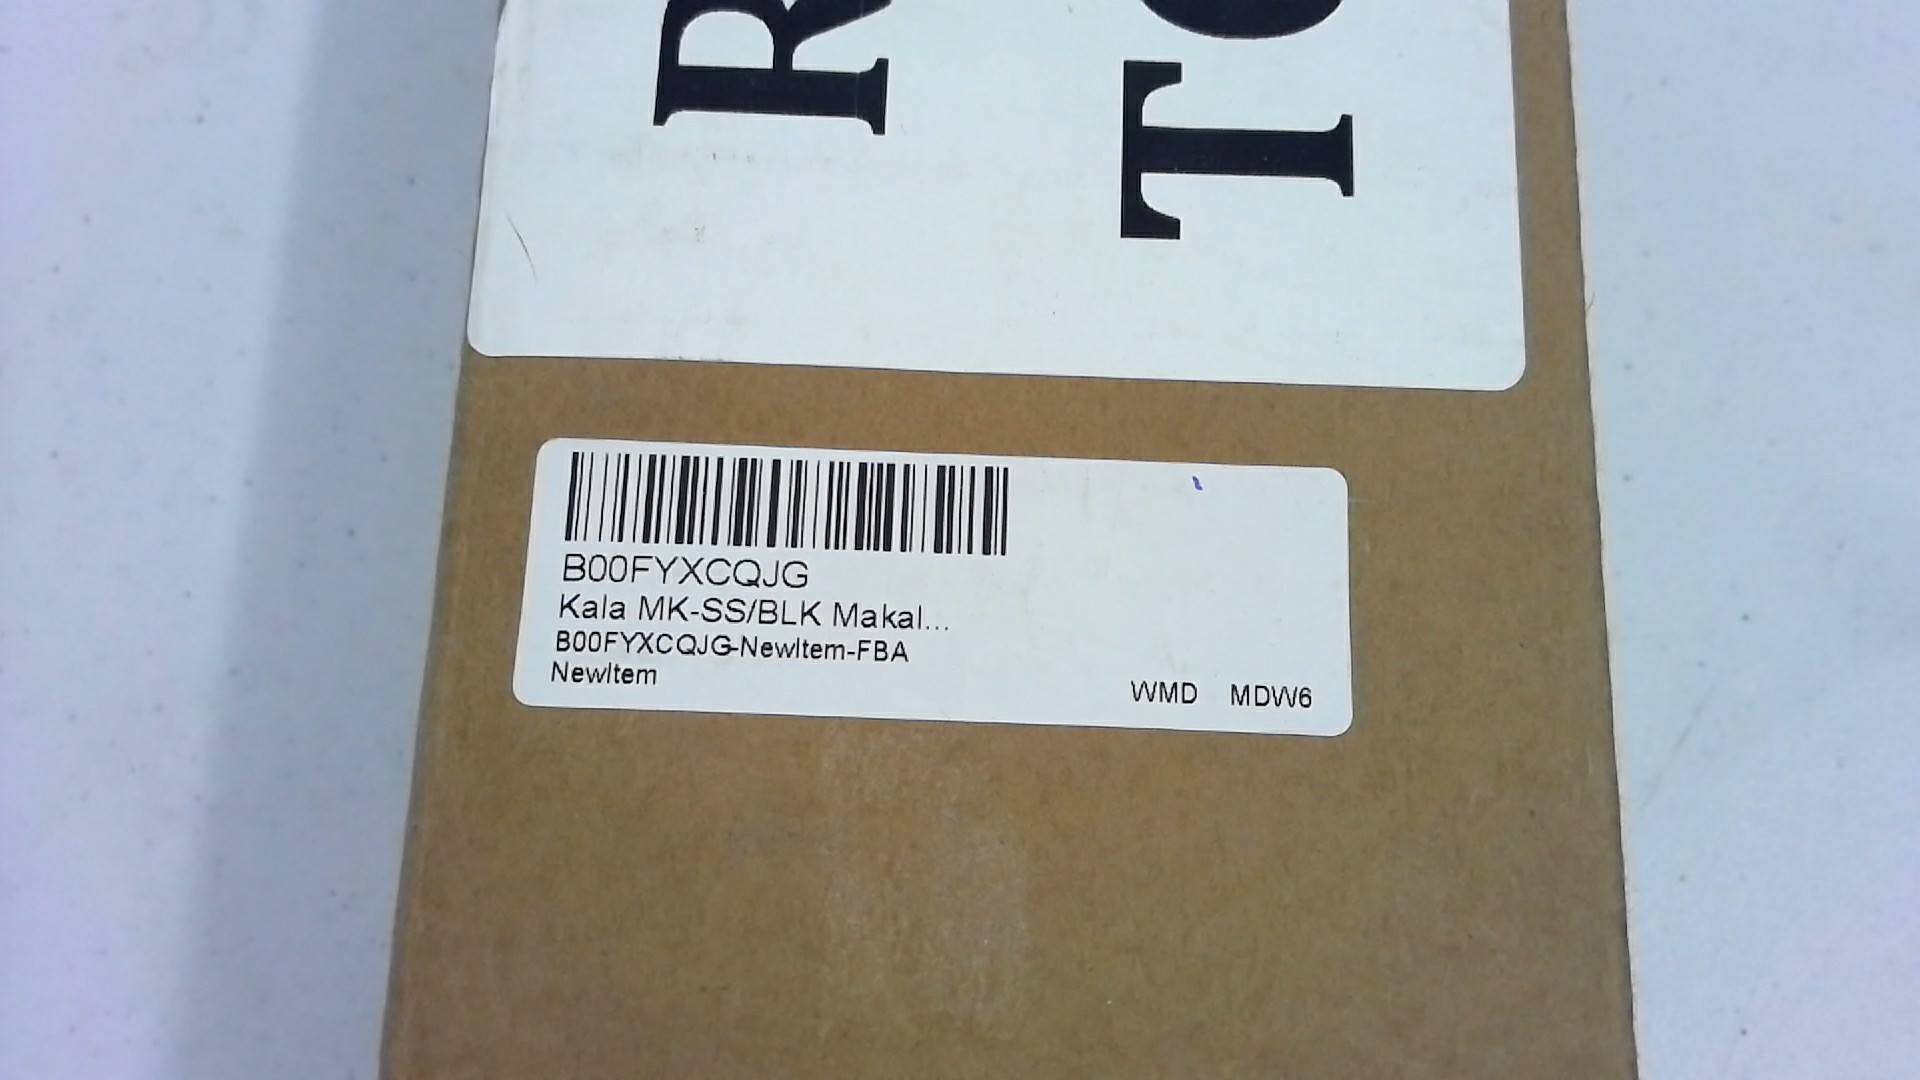 B00FYXCQJG
Kala MK-SS/BLK Makal...
B00FYXCQJG-NewItem-FBA
NewItem
WMD MDW6